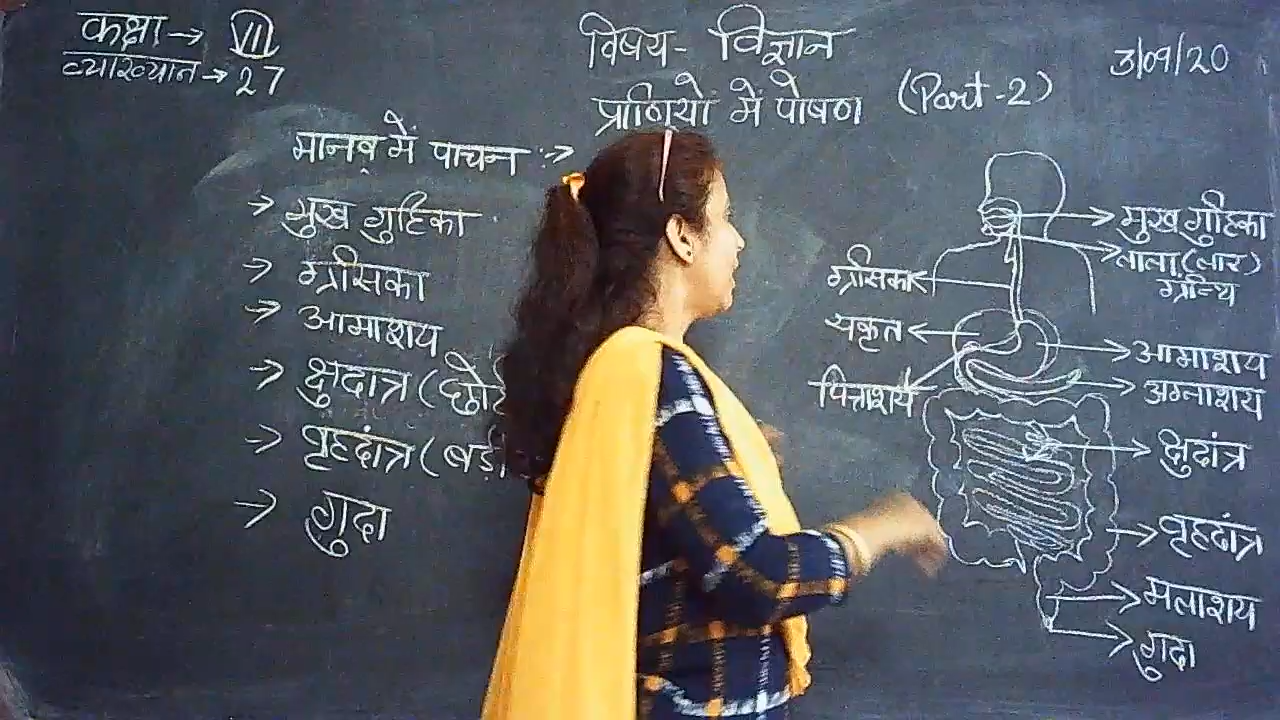 कक्षा → VII
व्याख्यान → 27
विषय - विज्ञान
प्राणियों में पोषण (Part-2)
3/09/20
मानव में पाचन :->
→ मुख गुहिका
→ ग्रसिका
→ आमाशय
→ क्षुदांत्र (छोटी
→ वृहदांत्र (बड़ी
→ गुदा
मुख गुहिका
लाला (लार)
ग्रन्थि
ग्रसिका
यकृत
पित्ताशय
आमाशय
अग्नाशय
क्षुदांत्र
वृहदांत्र
मलाशय
गुदा